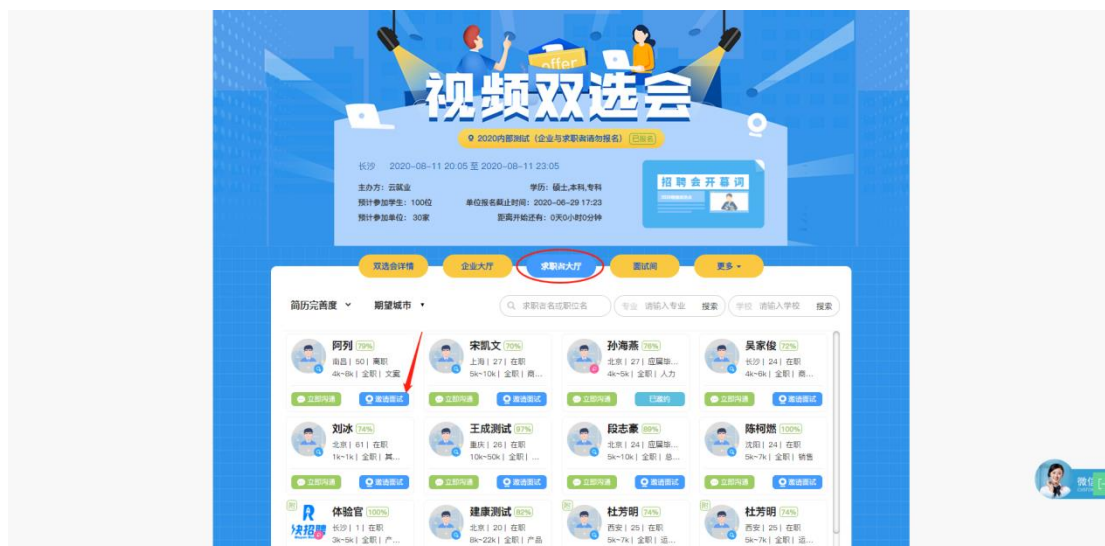 offer
视频双选会
2020内部测试（企业与求职者请勿报名） 已报名
长沙 2020-08-11 20:05 至 2020-08-11 23:05
主办方: 云就业 学历: 硕士,本科,专科
预计参加学生: 100位 单位报名截止时间: 2020-06-29 17:23
预计参加单位: 30家 距离开始还有: 0天0小时0分钟
招聘会开幕词
双选会详情 企业大厅 求职者大厅 面试间 更多
简历完善度 期望城市 求职者名或职位名 专业 请输入专业 搜索 学校 请输入学校 搜索
阿列 79% 宋凯文 70% 孙海燕 78% 吴家俊 72%
南昌 | 50 | 离职 上海 | 27 | 在职 北京 | 27 | 应届毕... 长沙 | 24 | 在职
4k~8k | 全职 | 文案 5k~10k | 全职 | 商... 4k~5k | 全职 | 人力 4k~6k | 全职 | 商...
立即沟通 邀请面试 立即沟通 邀请面试 立即沟通 已邀约 立即沟通 邀请面试
刘冰 74% 王成测试 97% 段志豪 88% 陈柯燃 100%
北京 | 61 | 在职 重庆 | 26 | 在职 北京 | 24 | 应届毕... 沈阳 | 24 | 在职
1k~1k | 全职 | 其... 10k~50k | 全职 | ... 5k~10k | 全职 | 总... 5k~7k | 全职 | 销售
立即沟通 邀请面试 立即沟通 邀请面试 立即沟通 邀请面试 立即沟通 邀请面试
体验官 100% 建康测试 82% 杜芳明 74% 杜芳明 74%
快招聘 长沙 | 1 | 在职 北京 | 20 | 在职 西安 | 25 | 在职 西安 | 25 | 在职
3k~5k | 全职 | 产... 8k~22k | 全职 | 产品 5k~7k | 全职 | 运... 5k~7k | 全职 | 运...
微信